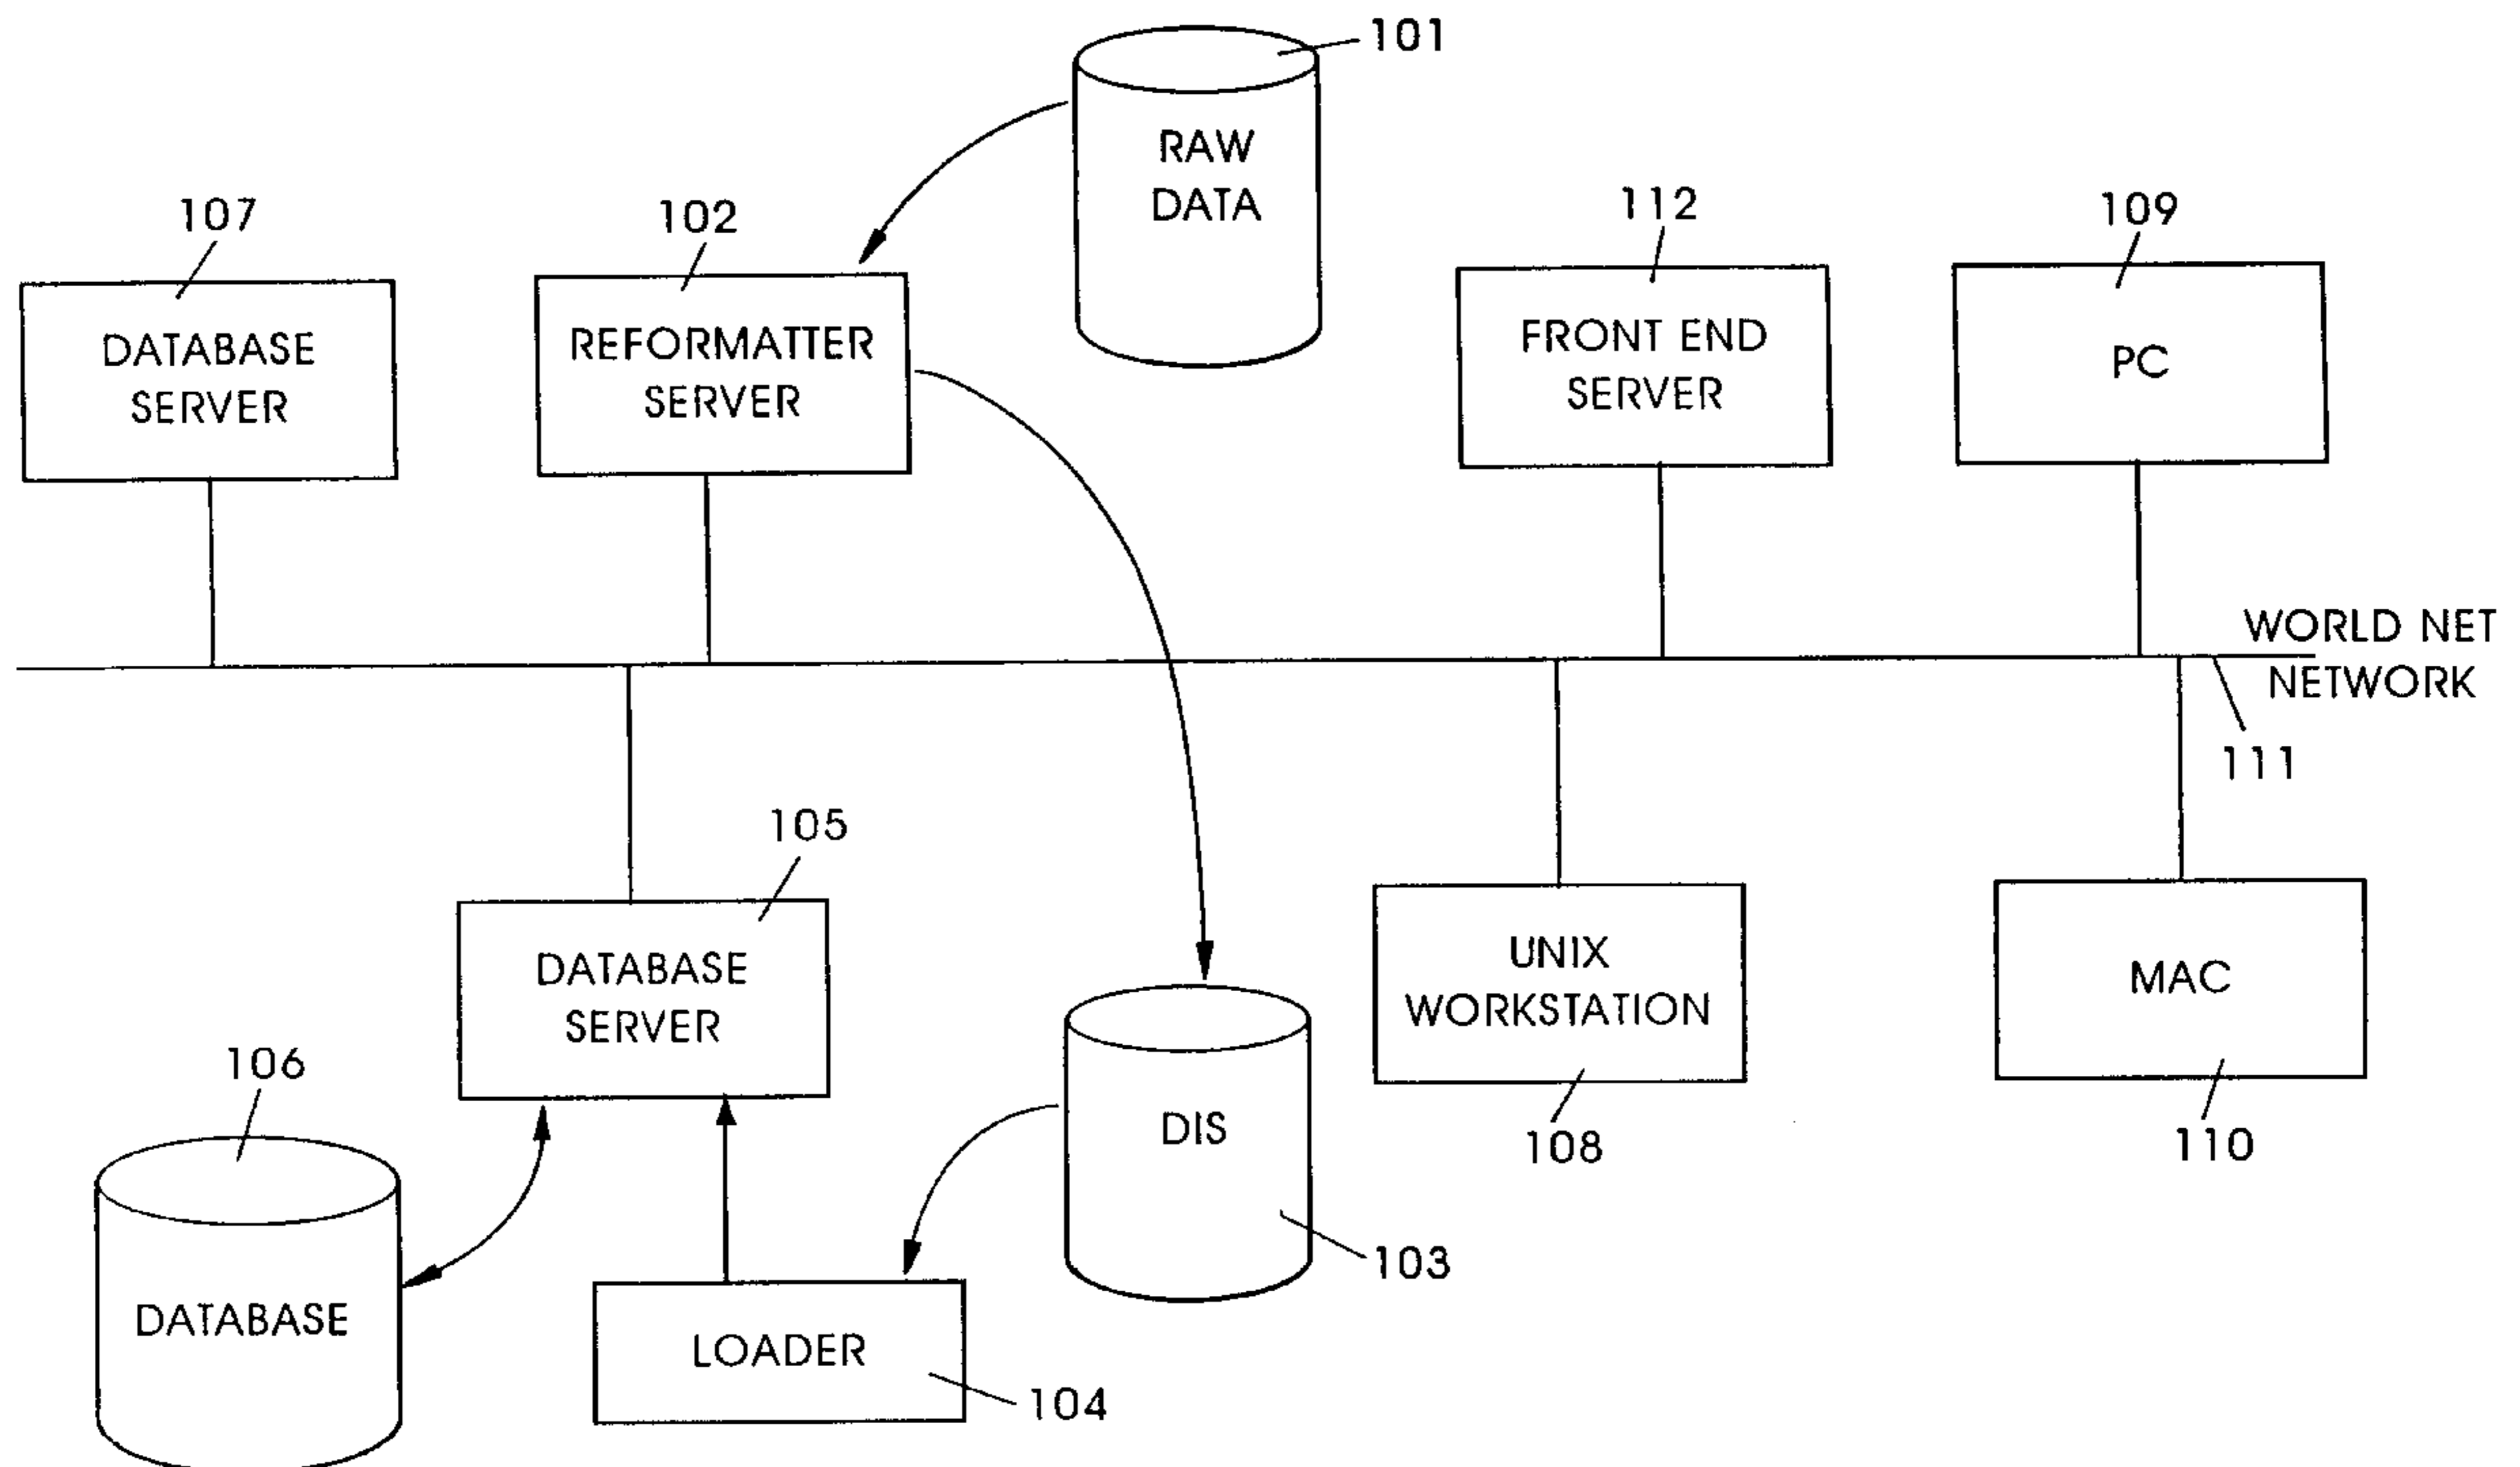 101
RAW
DATA
107
102
112
109
DATABASE
SERVER
REFORMATTER
SERVER
FRONT END
SERVER
PC
WORLD NET
NETWORK
111
105
DATABASE
SERVER
UNIX
WORKSTATION
MAC
106
108
110
DIS
103
DATABASE
LOADER
104